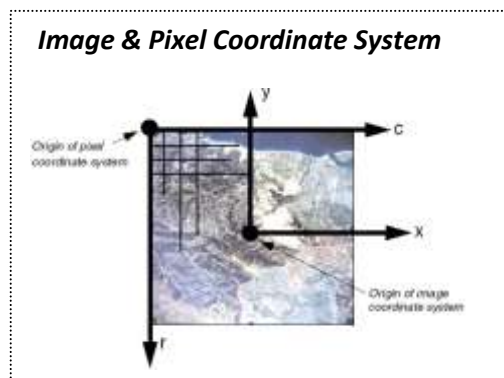 Image & Pixel Coordinate System
y
Origin of pixel
coordinate system
c
x
Origin of image
coordinate system
r